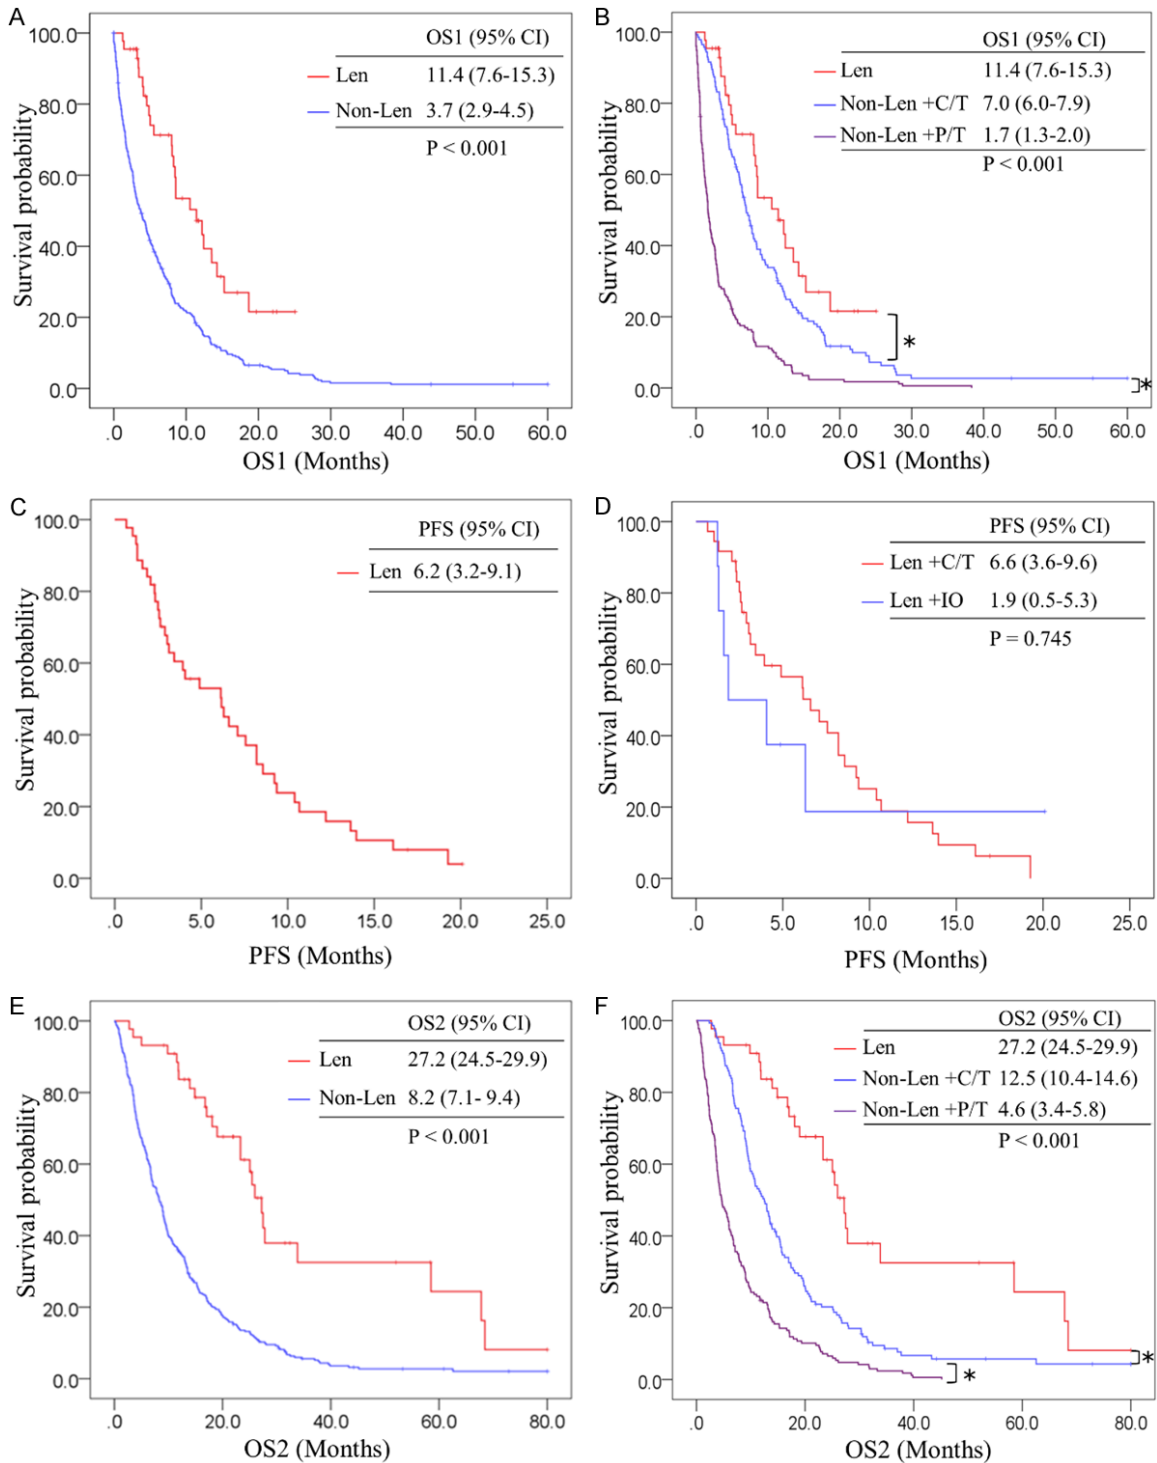 A
OS1 (95% CI)
Len 11.4 (7.6-15.3)
Non-Len 3.7 (2.9-4.5)
P < 0.001
Survival probability
100.0
80.0
60.0
40.0
20.0
0.0
.0 10.0 20.0 30.0 40.0 50.0 60.0
OS1 (Months)
B
OS1 (95% CI)
Len 11.4 (7.6-15.3)
Non-Len +C/T 7.0 (6.0-7.9)
Non-Len +P/T 1.7 (1.3-2.0)
P < 0.001
*
*
Survival probability
100.0
80.0
60.0
40.0
20.0
0.0
.0 10.0 20.0 30.0 40.0 50.0 60.0
OS1 (Months)
C
PFS (95% CI)
Len 6.2 (3.2-9.1)
Survival probability
100.0
80.0
60.0
40.0
20.0
0.0
.0 5.0 10.0 15.0 20.0 25.0
PFS (Months)
D
PFS (95% CI)
Len +C/T 6.6 (3.6-9.6)
Len +IO 1.9 (0.5-5.3)
P = 0.745
Survival probability
100.0
80.0
60.0
40.0
20.0
0.0
.0 5.0 10.0 15.0 20.0 25.0
PFS (Months)
E
OS2 (95% CI)
Len 27.2 (24.5-29.9)
Non-Len 8.2 (7.1- 9.4)
P < 0.001
Survival probability
100.0
80.0
60.0
40.0
20.0
0.0
.0 20.0 40.0 60.0 80.0
OS2 (Months)
F
OS2 (95% CI)
Len 27.2 (24.5-29.9)
Non-Len +C/T 12.5 (10.4-14.6)
Non-Len +P/T 4.6 (3.4-5.8)
P < 0.001
*
*
Survival probability
100.0
80.0
60.0
40.0
20.0
0.0
.0 20.0 40.0 60.0 80.0
OS2 (Months)